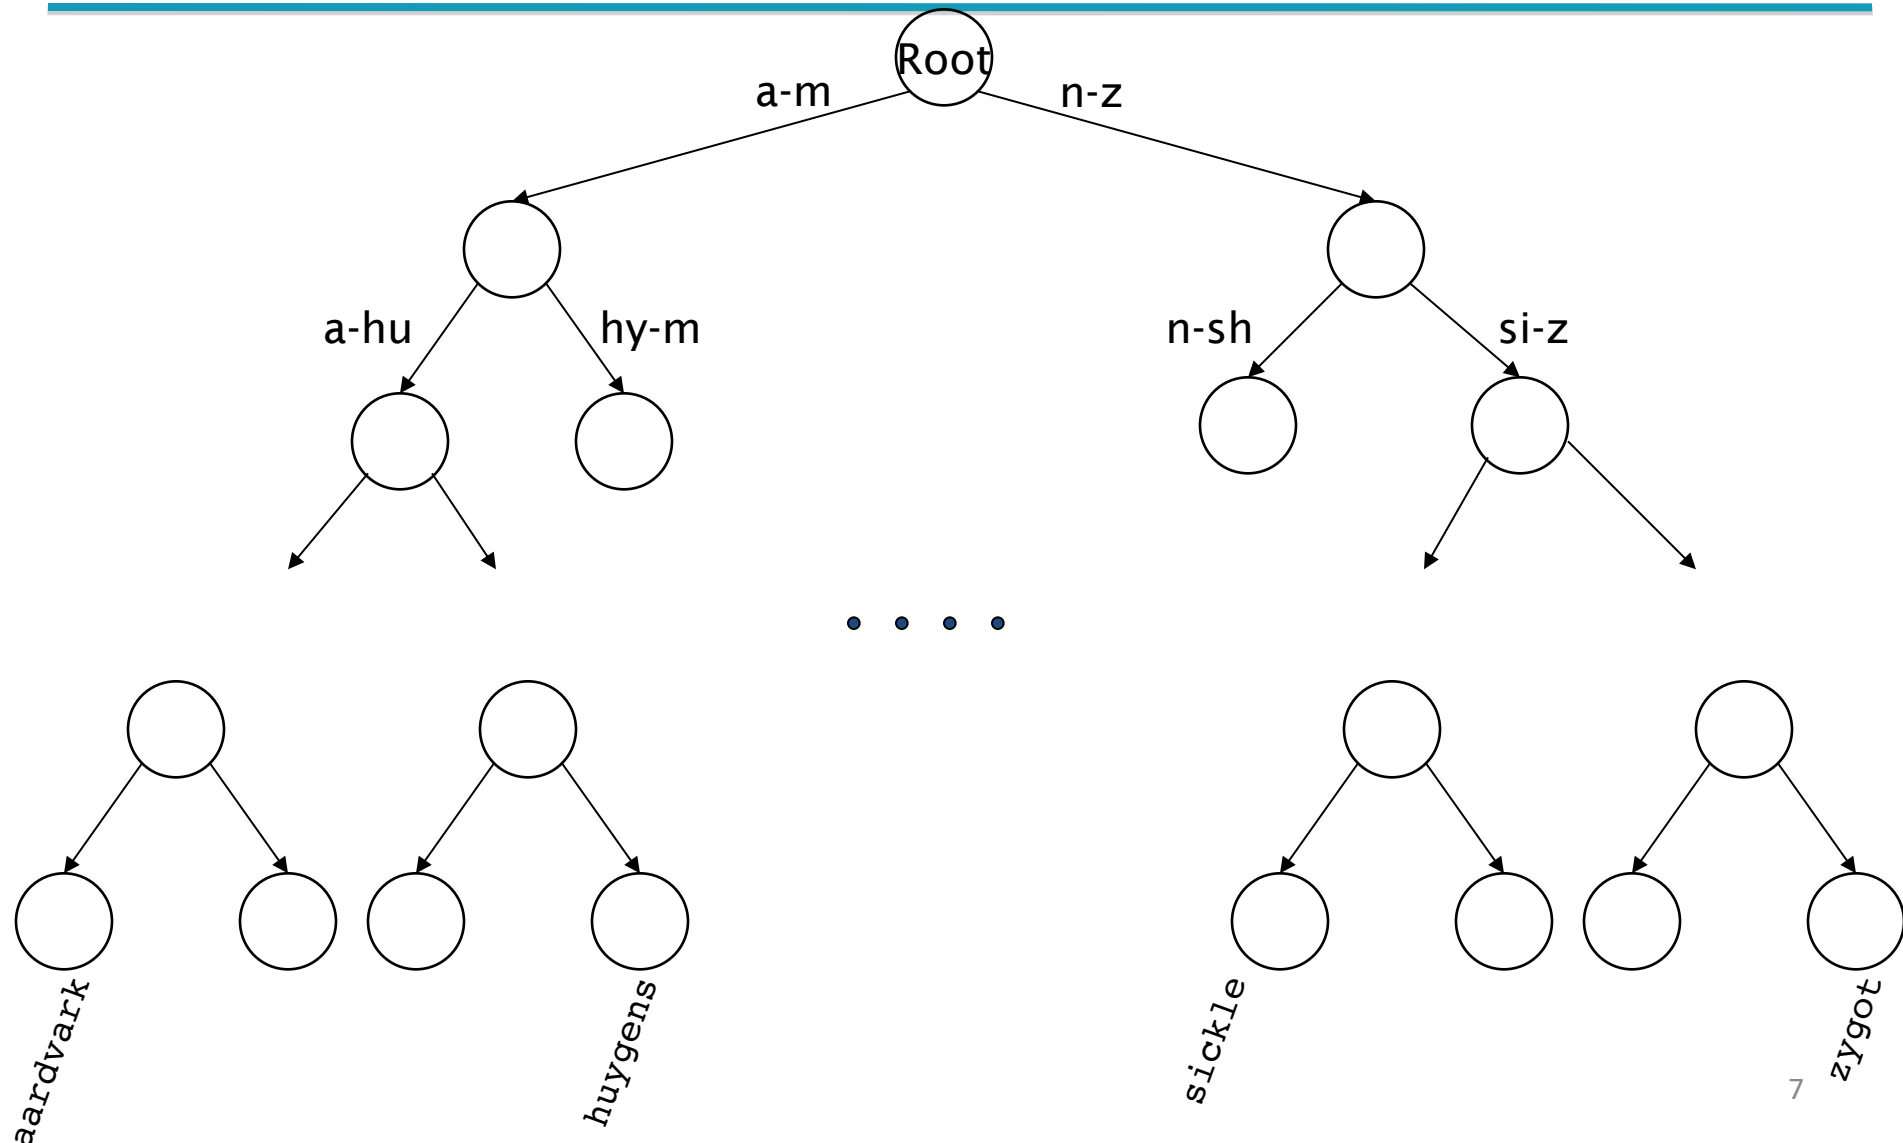 Root
a-m
n-z
a-hu
hy-m
n-sh
si-z
aardvark
huygens
sickle
zygot
7